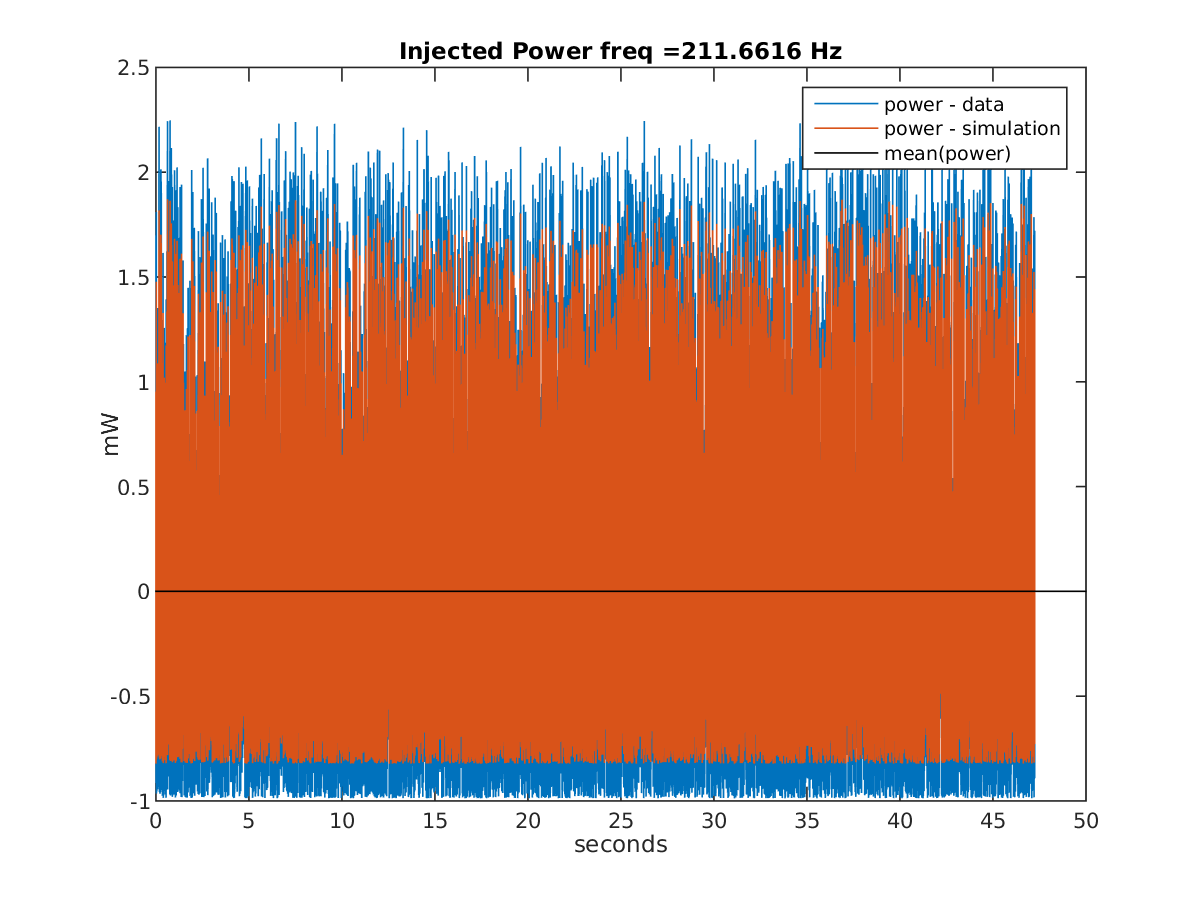 Injected Power freq =211.6616 Hz
2.5
2
1.5
1
0.5
0
-0.5
-1
mW
power - data
power - simulation
mean(power)
0 5 10 15 20 25 30 35 40 45 50
seconds